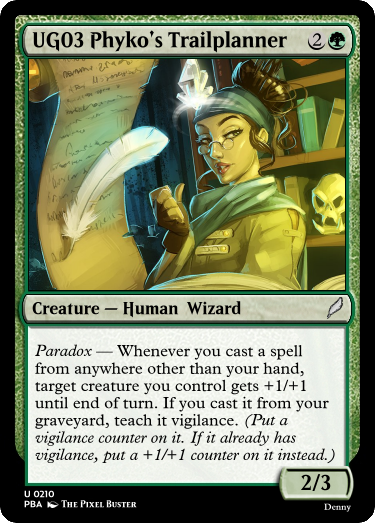 UG03 Phyko's Trailplanner 2
Creature — Human Wizard
Paradox — Whenever you cast a spell
from anywhere other than your hand,
target creature you control gets +1/+1
until end of turn. If you cast it from your
graveyard, teach it vigilance. (Put a
vigilance counter on it. If it already has
vigilance, put a +1/+1 counter on it instead.)
2/3
U 0210
PBA THE PIXEL BUSTER
Denny